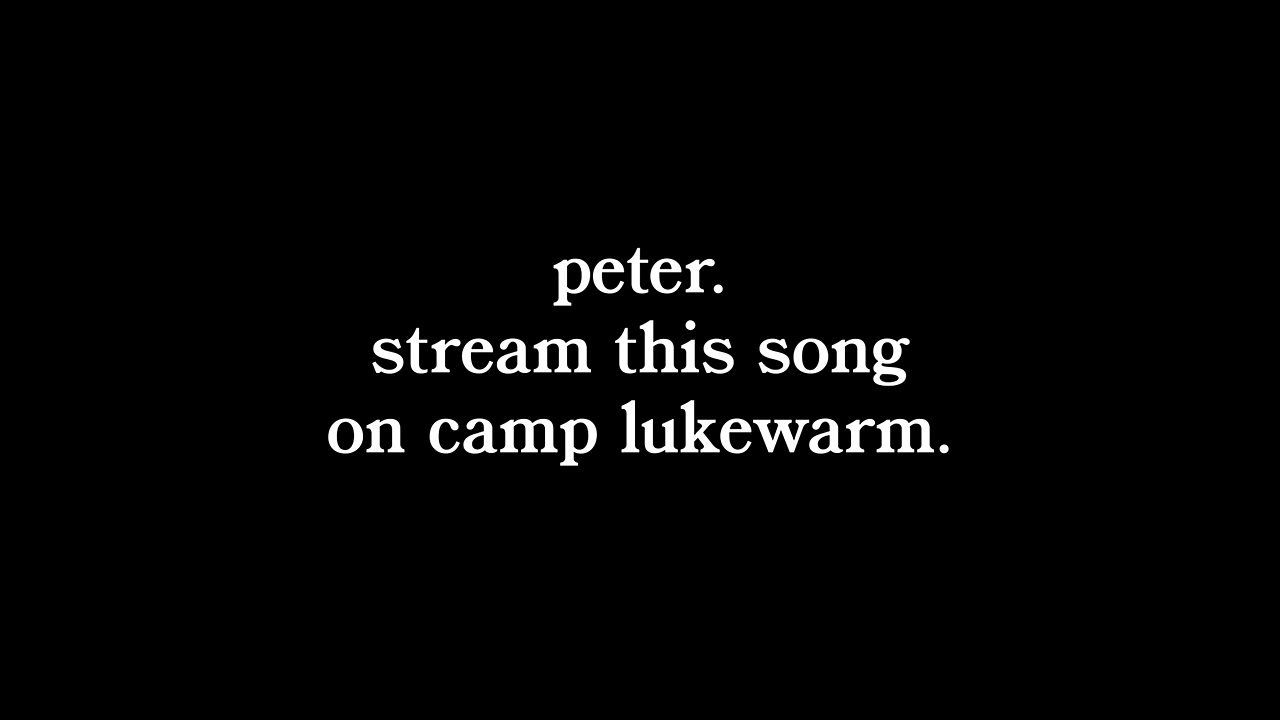 peter.
stream this song
on camp lukewarm.